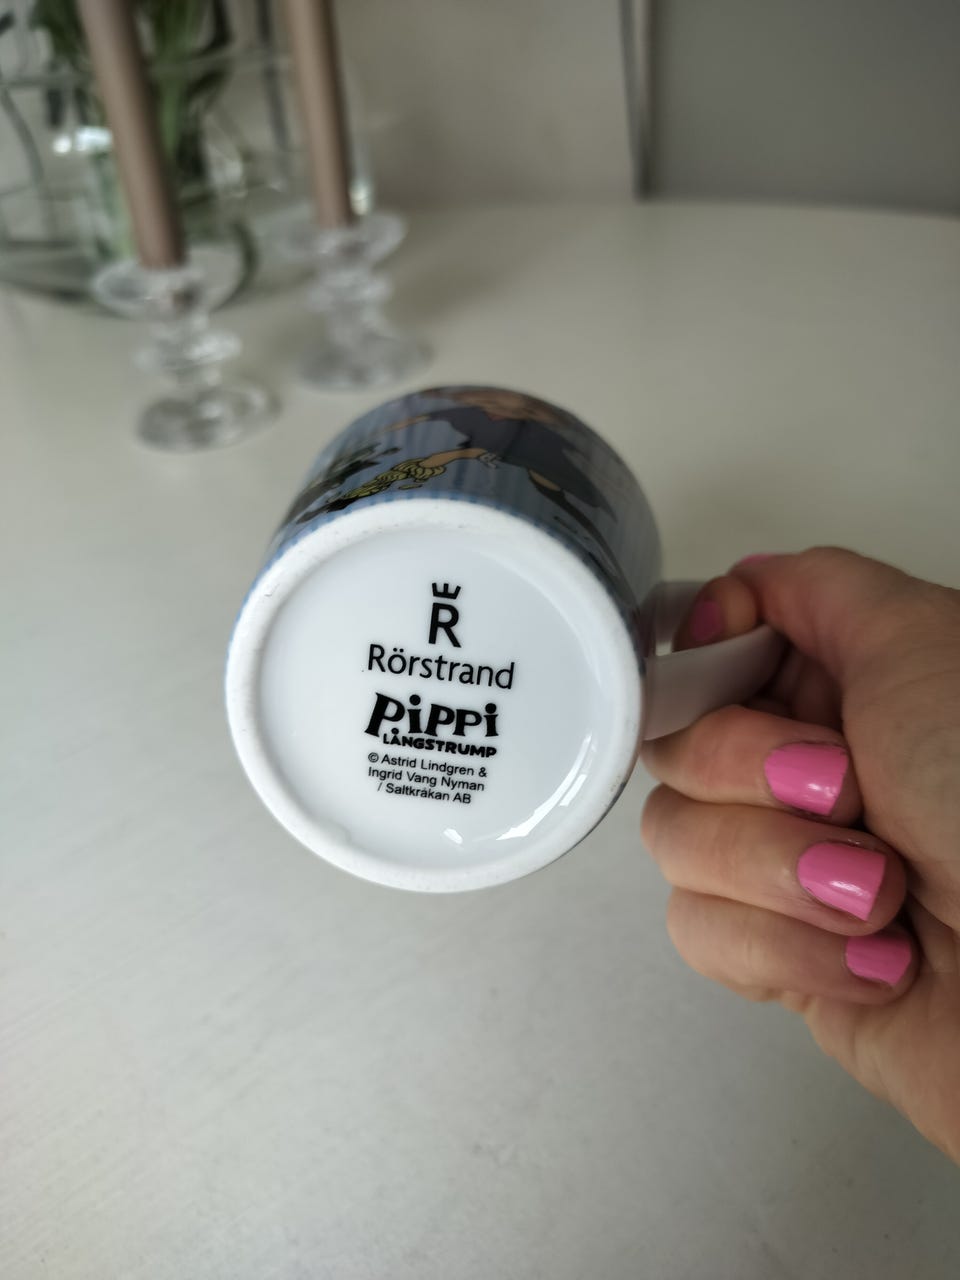 R
Rörstrand
PiPPi
LÅNGSTRUMP
© Astrid Lindgren &
Ingrid Vang Nyman
/ Saltkråkan AB